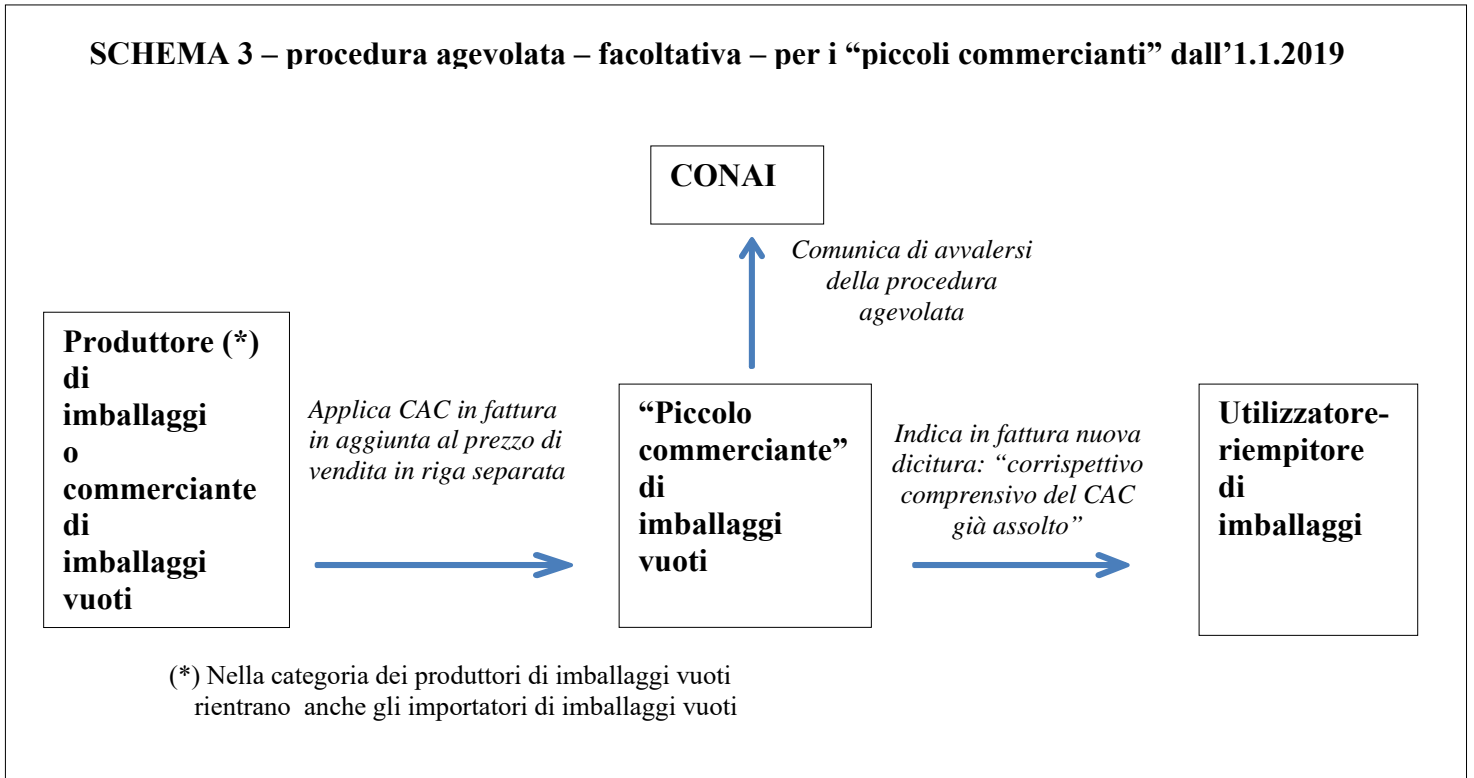 SCHEMA 3 – procedura agevolata – facoltativa – per i “piccoli commercianti” dall’1.1.2019
CONAI
Comunica di avvalersi
della procedura
agevolata
Produttore (*)
di
imballaggi
o
commerciante
di
imballaggi
vuoti
Applica CAC in fattura
in aggiunta al prezzo di
vendita in riga separata
“Piccolo
commerciante”
di
imballaggi
vuoti
Indica in fattura nuova
dicitura: “corrispettivo
comprensivo del CAC
già assolto”
Utilizzatore-
riempitore
di
imballaggi
(*) Nella categoria dei produttori di imballaggi vuoti
rientrano anche gli importatori di imballaggi vuoti